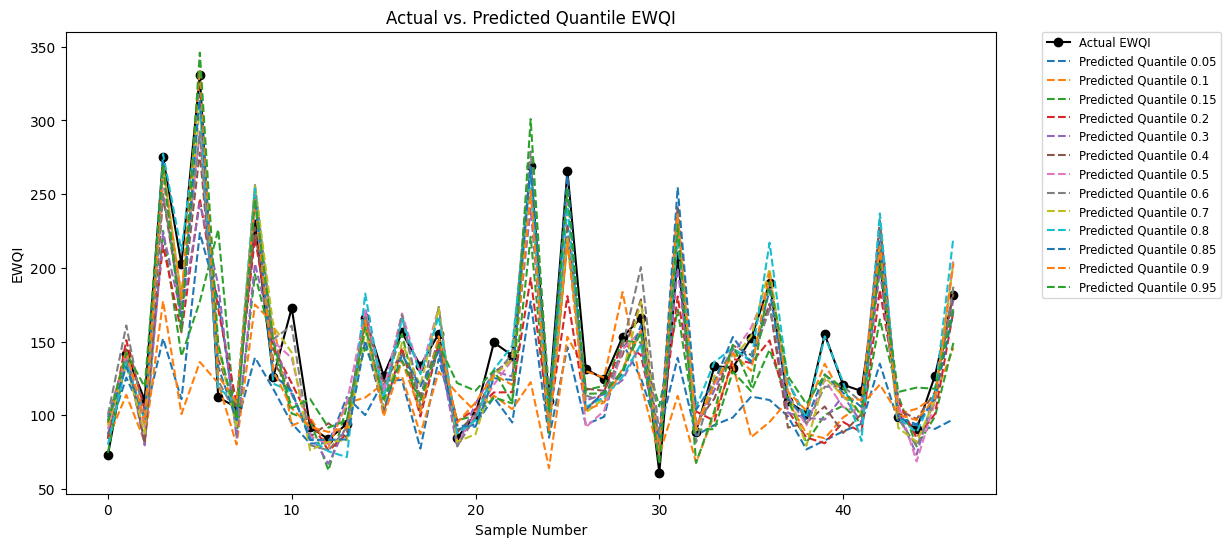 Actual vs. Predicted Quantile EWQI
350
300
250
200
150
100
50
EWQI
0
10
20
30
40
Sample Number
Actual EWQI
Predicted Quantile 0.05
Predicted Quantile 0.1
Predicted Quantile 0.15
Predicted Quantile 0.2
Predicted Quantile 0.3
Predicted Quantile 0.4
Predicted Quantile 0.5
Predicted Quantile 0.6
Predicted Quantile 0.7
Predicted Quantile 0.8
Predicted Quantile 0.85
Predicted Quantile 0.9
Predicted Quantile 0.95